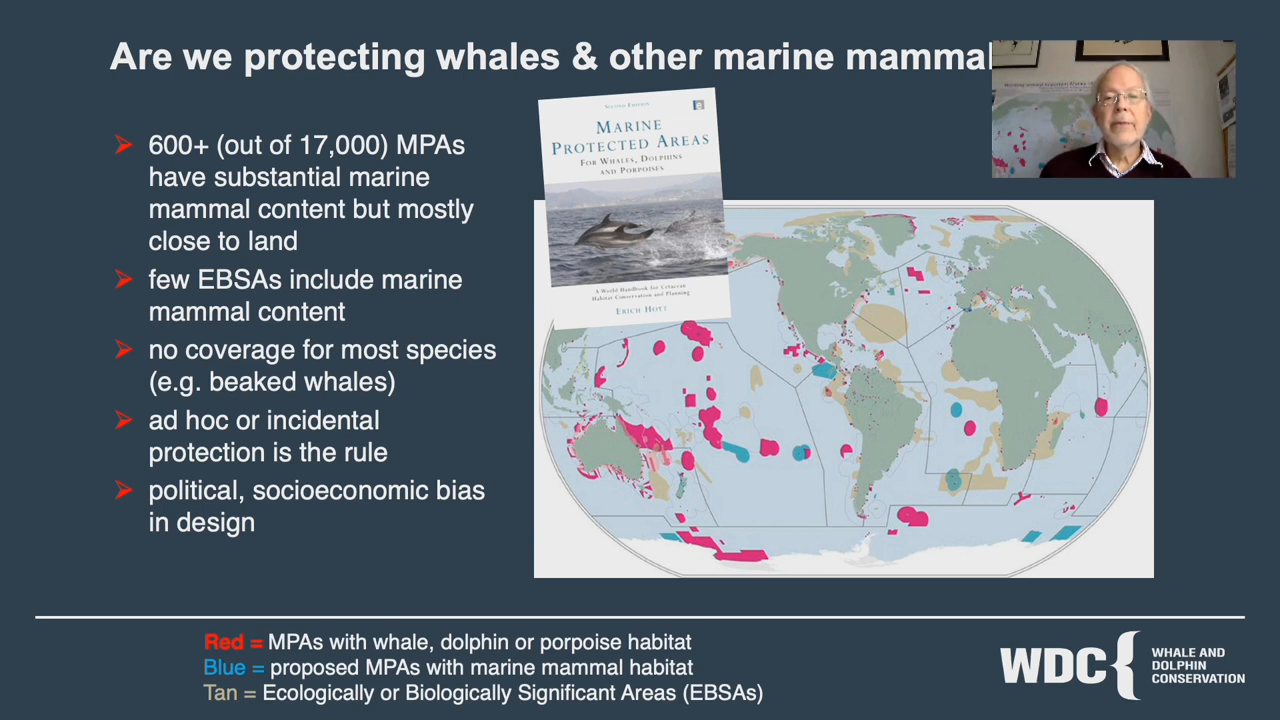 Are we protecting whales & other marine mammal
600+ (out of 17,000) MPAs
have substantial marine
mammal content but mostly
close to land
few EBSAs include marine
mammal content
no coverage for most species
(e.g. beaked whales)
ad hoc or incidental
protection is the rule
political, socioeconomic bias
in design
SECOND EDITION
MARINE
PROTECTED AREAS
FOR WHALES, DOLPHINS
AND PORPOISES
A World Handbook for Cetacean
Habitat Conservation and Planning
ERICH HOYT
Red = MPAs with whale, dolphin or porpoise habitat
Blue = proposed MPAs with marine mammal habitat
Tan = Ecologically or Biologically Significant Areas (EBSAs)
WDC
WHALE AND
DOLPHIN
CONSERVATION